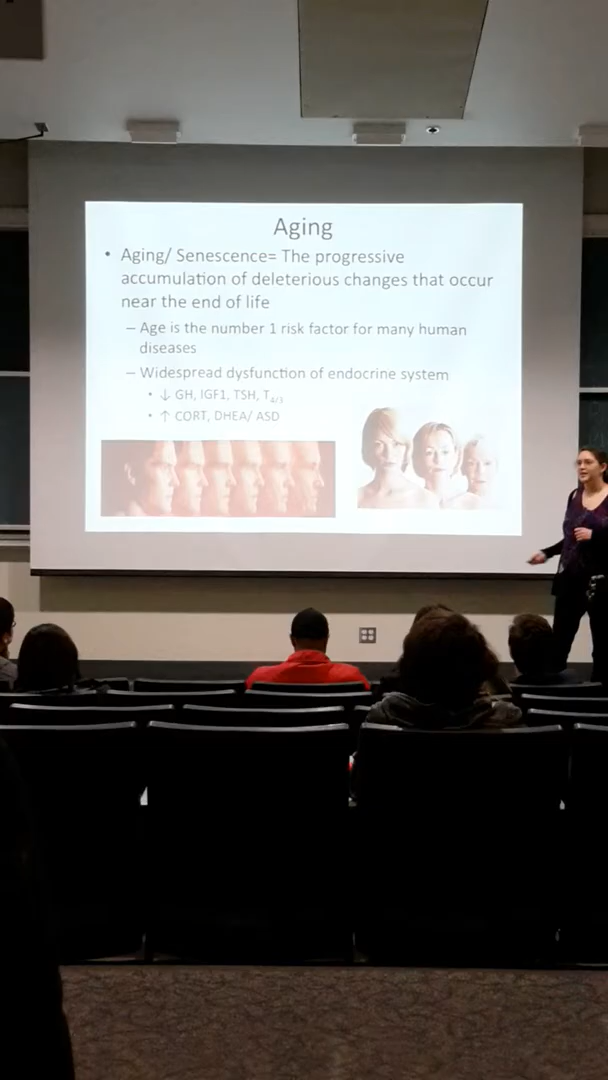 Aging
• Aging/ Senescence= The progressive
accumulation of deleterious changes that occur
near the end of life
– Age is the number 1 risk factor for many human
diseases
– Widespread dysfunction of endocrine system
• ↓ GH, IGF1, TSH, T4/3
• ↑ CORT, DHEA/ ASD